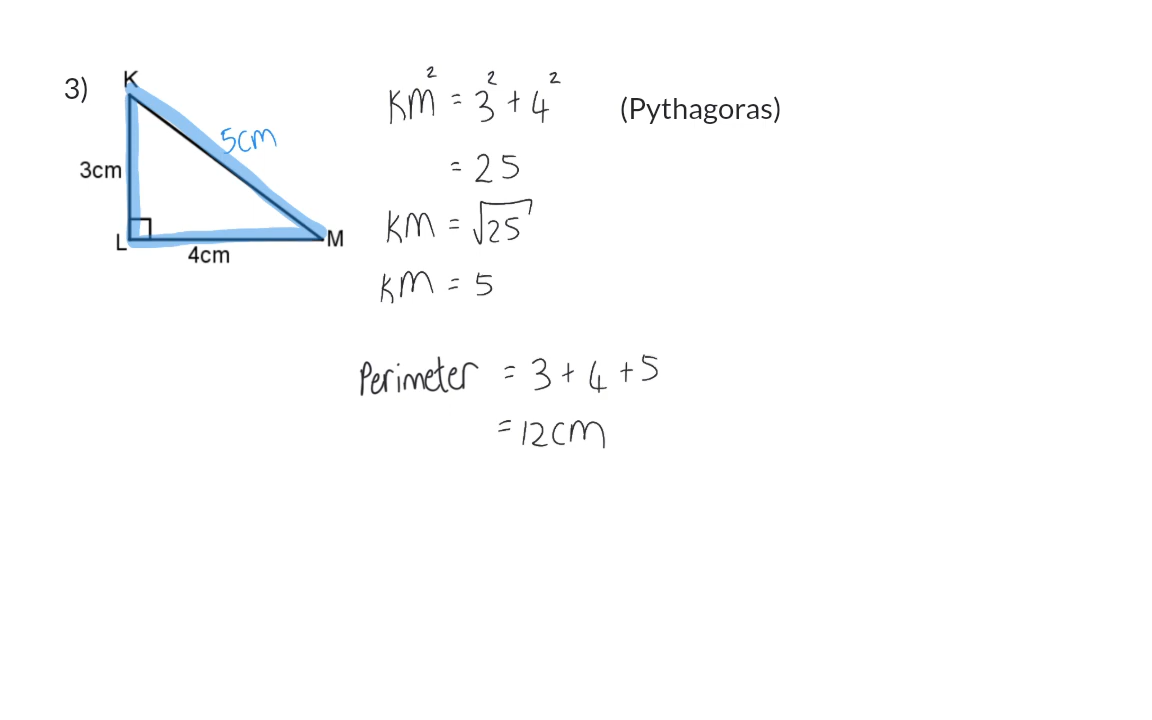 3)
K
5cm
3cm
L
M
4cm
KM² = 3² + 4² (Pythagoras)
= 25
KM = √25
KM = 5
Perimeter = 3 + 4 + 5
= 12cm